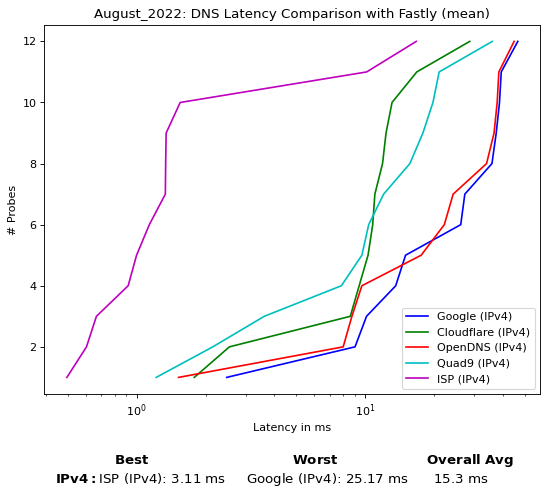 August_2022: DNS Latency Comparison with Fastly (mean)
12
10
8
6
4
2
# Probes
Google (IPv4)
Cloudflare (IPv4)
OpenDNS (IPv4)
Quad9 (IPv4)
ISP (IPv4)
10⁰ 10¹
Latency in ms
Best Worst Overall Avg
IPv4: ISP (IPv4): 3.11 ms Google (IPv4): 25.17 ms 15.3 ms